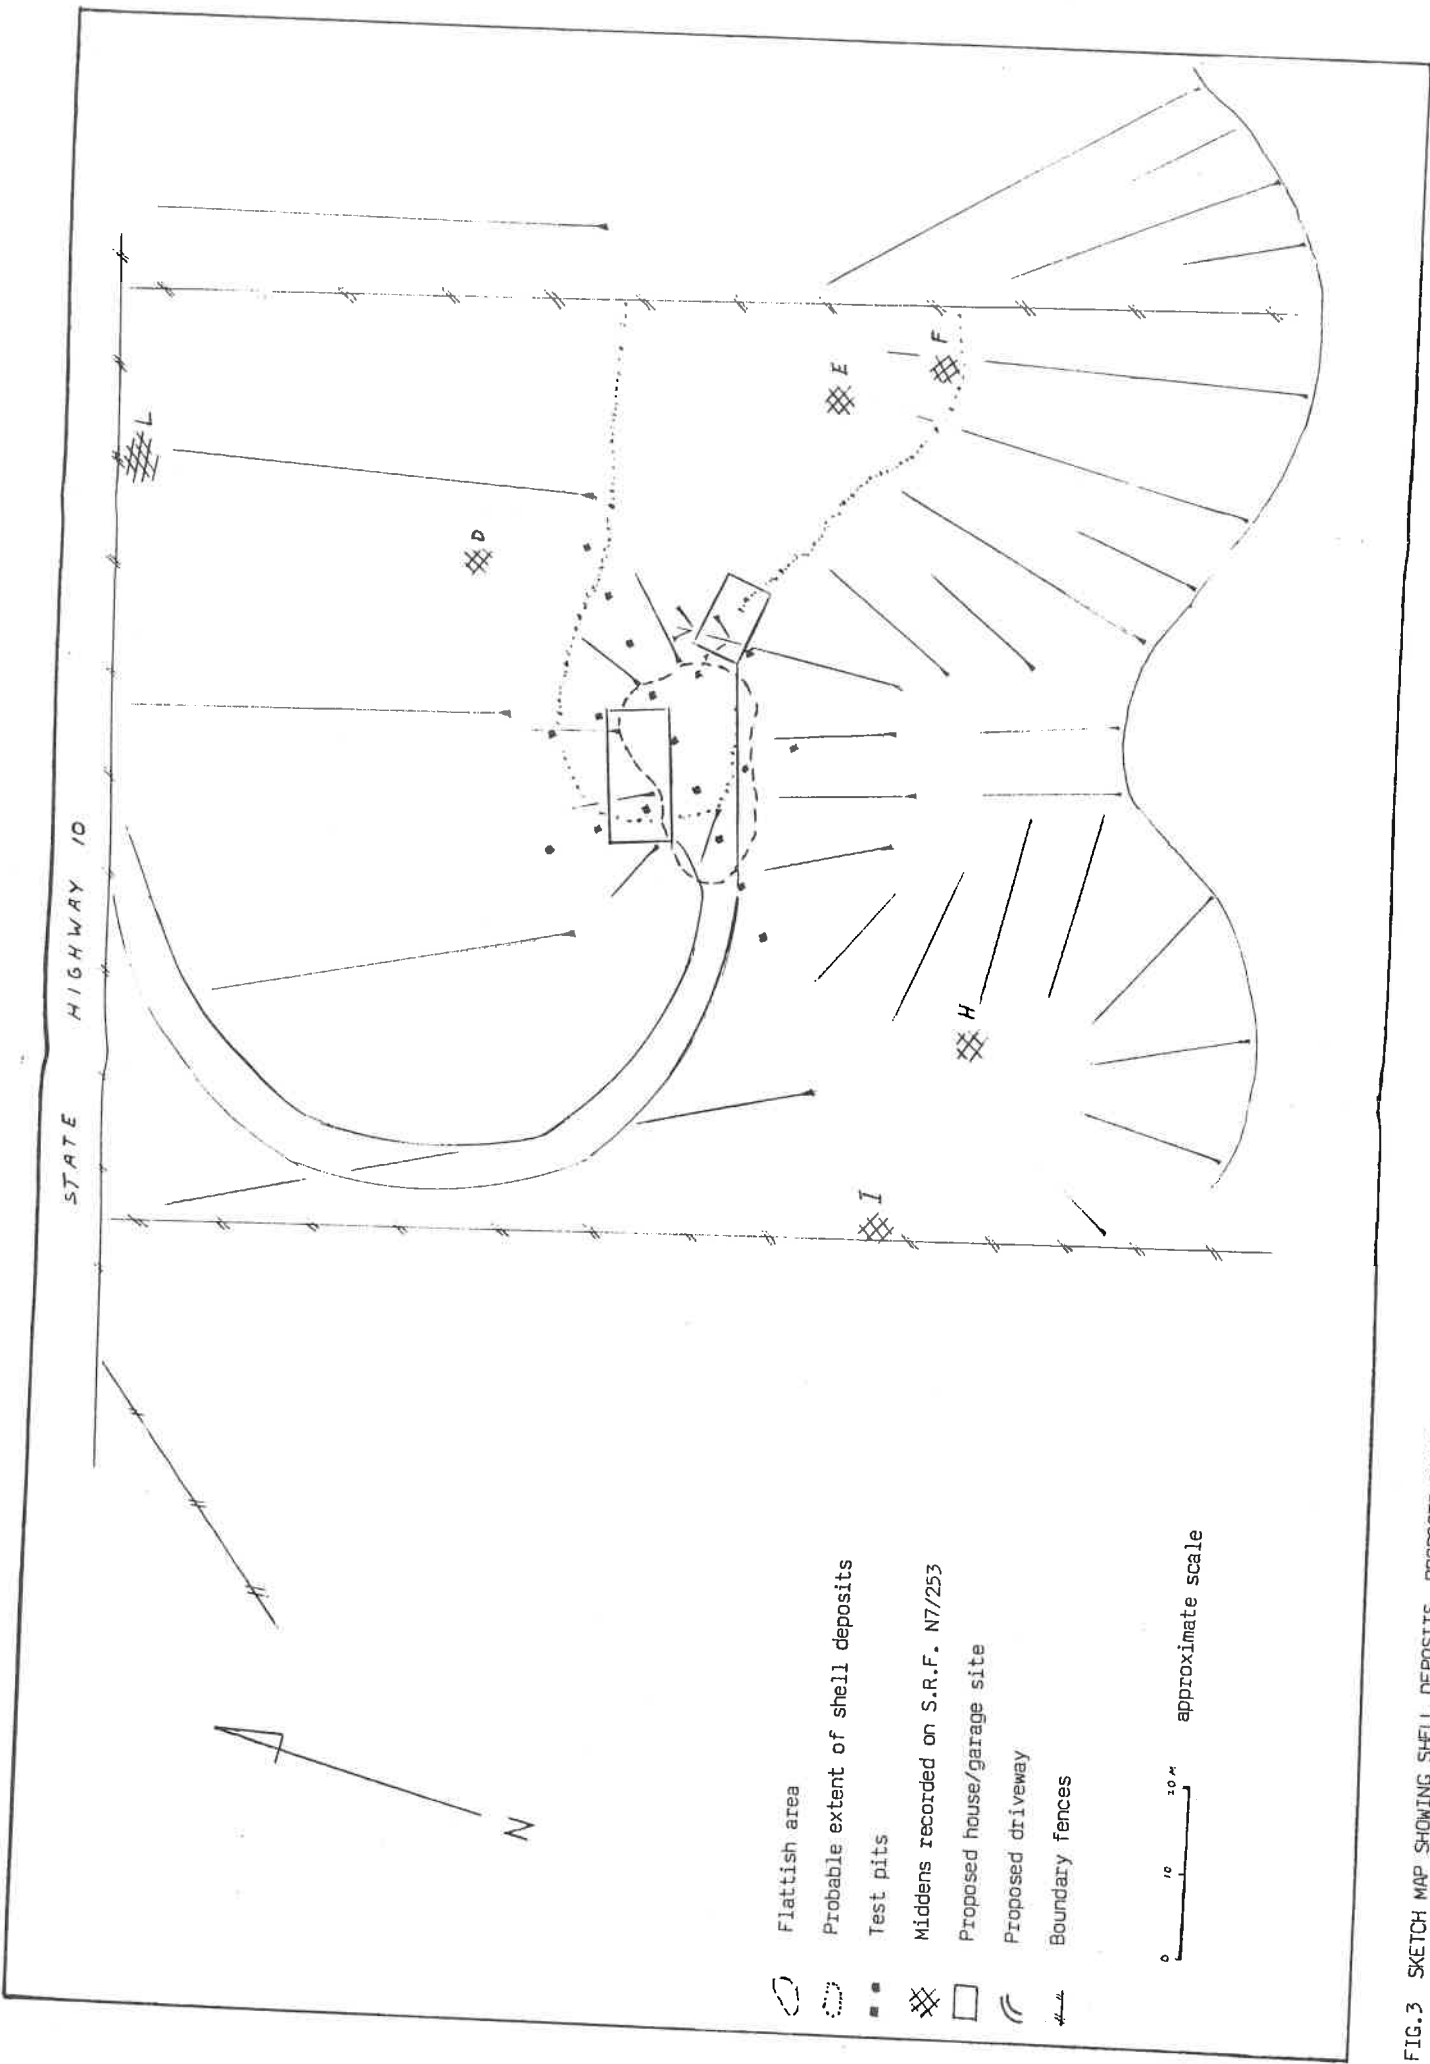 STATE HIGHWAY 10
L
D
E
F
H
I
N
Flattish area
Probable extent of shell deposits
Test pits
Middens recorded on S.R.F. N7/253
Proposed house/garage site
Proposed driveway
Boundary fences
0 10 20 M
approximate scale
FIG.3 SKETCH MAP SHOWING SHELL DEPOSITS